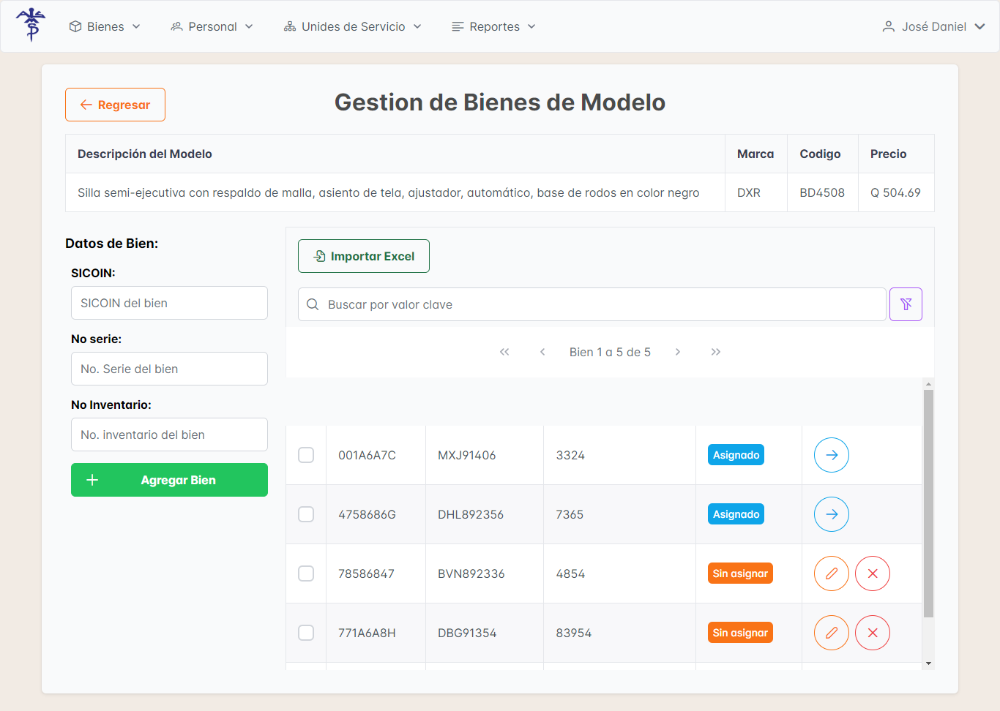 Bienes Personal Unides de Servicio Reportes José Daniel
Regresar
Gestion de Bienes de Modelo
Descripción del Modelo Marca Codigo Precio
Silla semi-ejecutiva con respaldo de malla, asiento de tela, ajustador, automático, base de rodos en color negro DXR BD4508 Q 504.69
Datos de Bien:
SICOIN:
SICOIN del bien
No serie:
No. Serie del bien
No Inventario:
No. inventario del bien
Agregar Bien
Importar Excel
Buscar por valor clave
Bien 1 a 5 de 5
001A6A7C MXJ91406 3324 Asignado
4758686G DHL892356 7365 Asignado
78586847 BVN892336 4854 Sin asignar
771A6A8H DBG91354 83954 Sin asignar